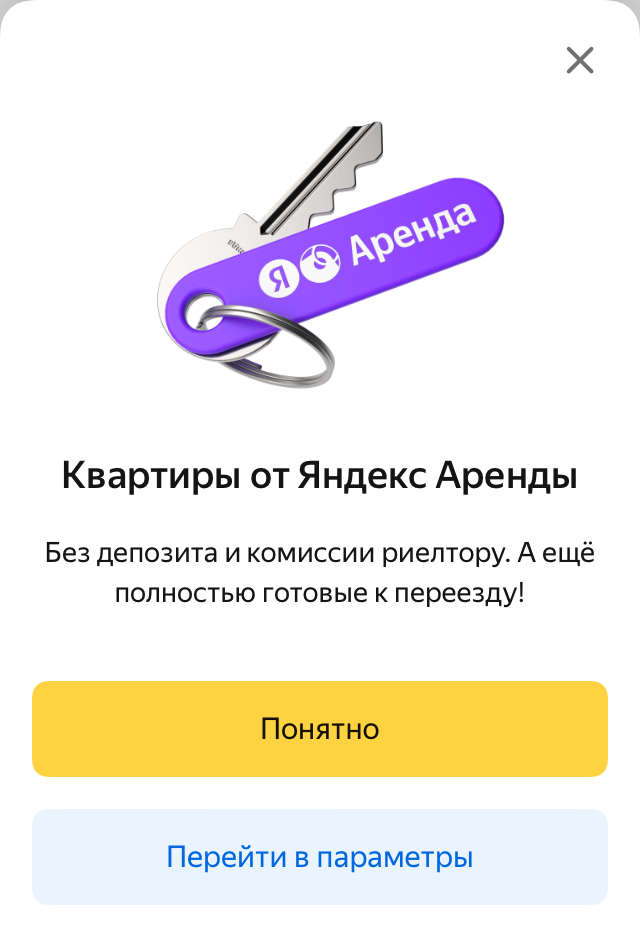 Я Аренда
Квартиры от Яндекс Аренды
Без депозита и комиссии риелтору. А ещё
полностью готовые к переезду!
Понятно
Перейти в параметры